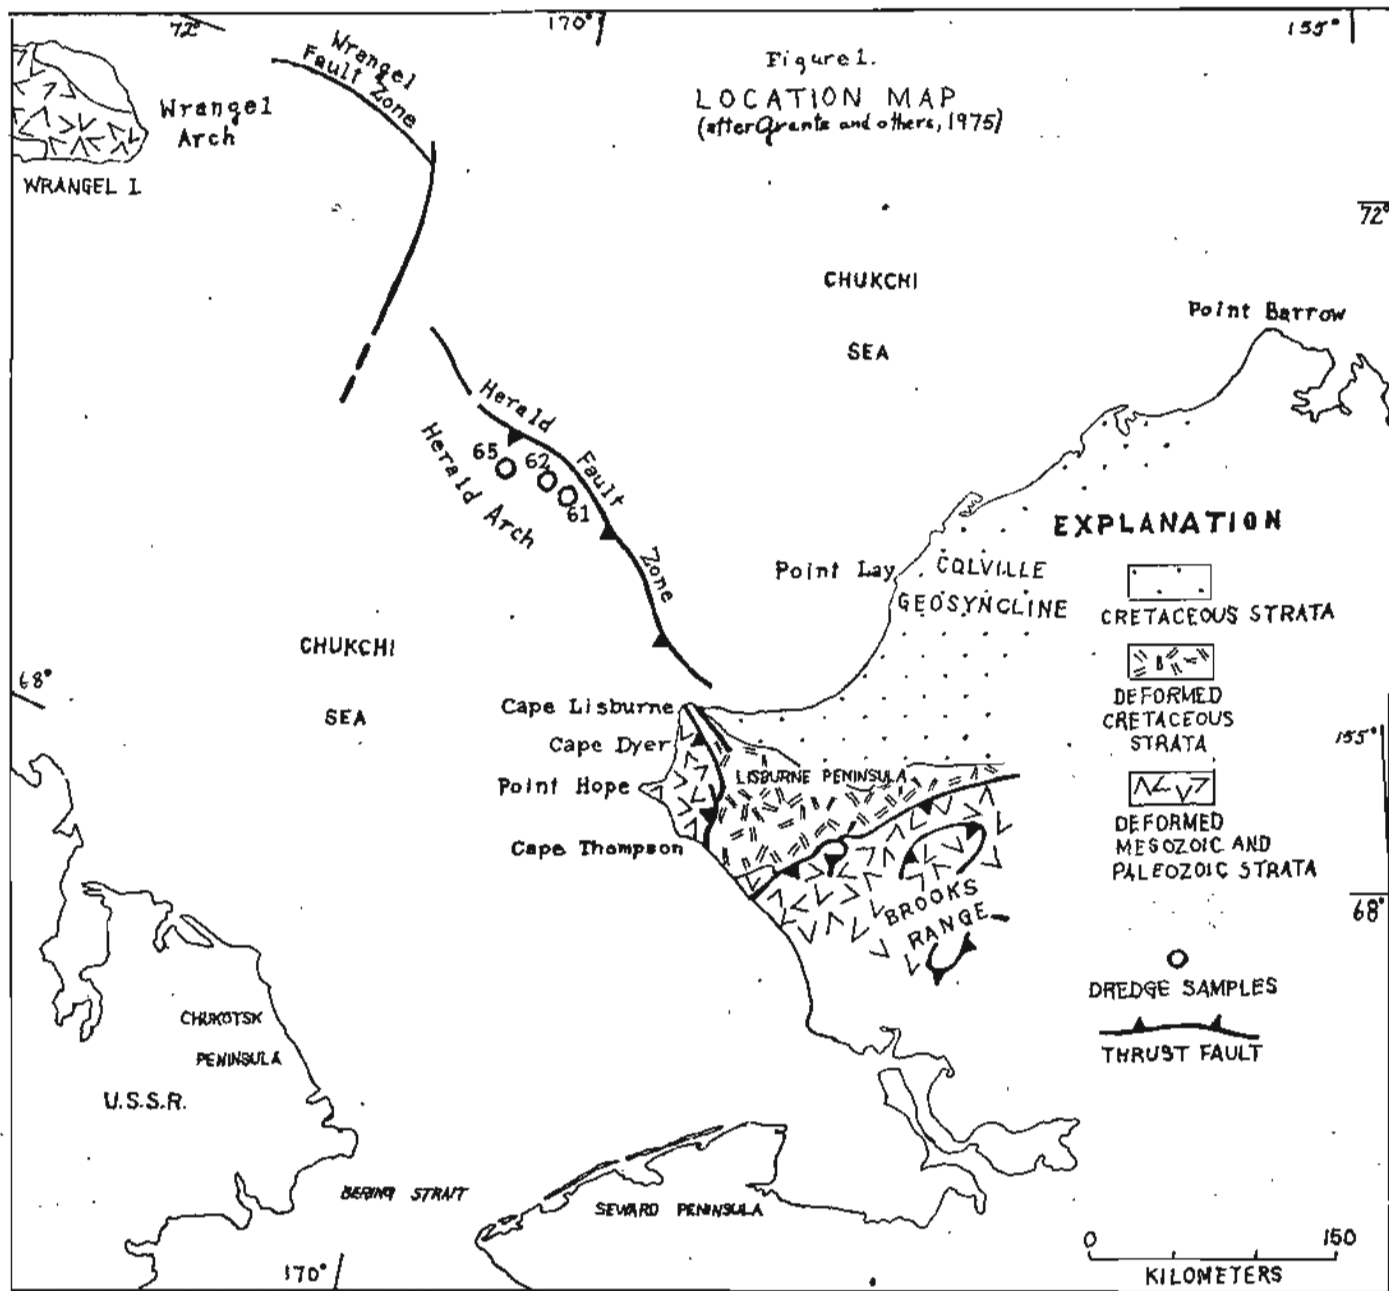 72°
170°
155°
Figure 1.
LOCATION MAP
(after Grants and others, 1975)
Wrangel
Fault Zone
Wrangel
Arch
WRANGEL I.
72°
CHUKCHI
SEA
Point Barrow
Herald
Fault
Zone
Herald Arch
65
62
61
EXPLANATION
Point Lay
COLVILLE
GEOSYNCLINE
CRETACEOUS STRATA
DEFORMED
CRETACEOUS
STRATA
DEFORMED
MESOZOIC AND
PALEOZOIC STRATA
DREDGE SAMPLES
THRUST FAULT
CHUKCHI
SEA
68°
Cape Lisburne
Cape Dyer
Point Hope
Cape Thompson
LISBURNE PENINSULA
155°
68°
BROOKS
RANGE
CHUKOTSK
PENINSULA
U.S.S.R.
BERING STRAIT
SEWARD PENINSULA
170°
0 150
KILOMETERS